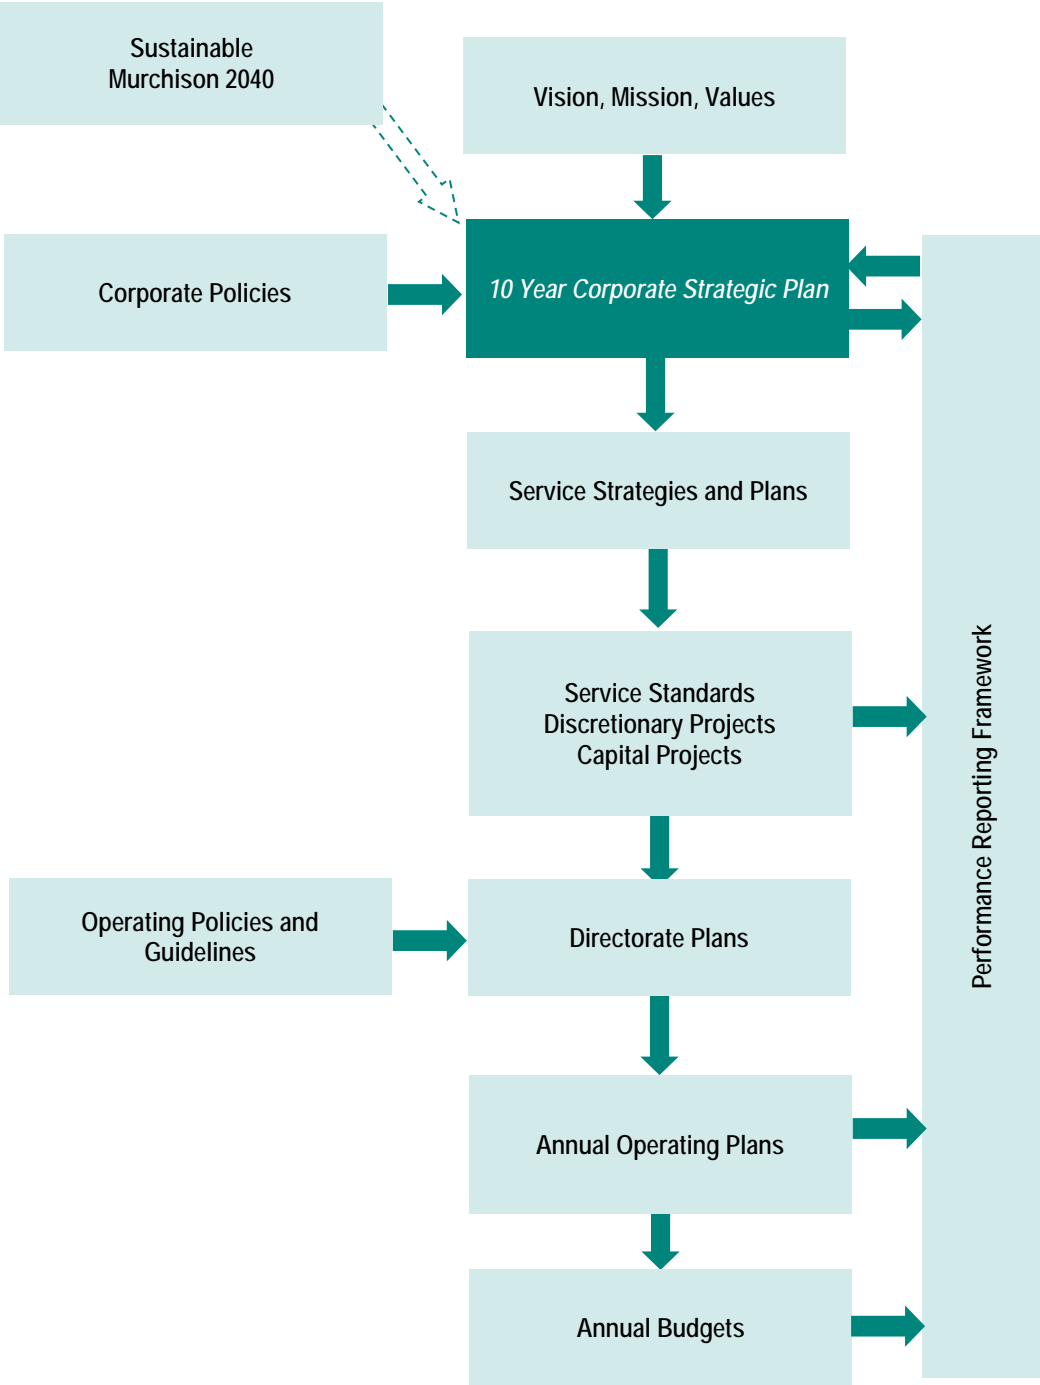 Sustainable
Murchison 2040
Vision, Mission, Values
Corporate Policies
10 Year Corporate Strategic Plan
Service Strategies and Plans
Service Standards
Discretionary Projects
Capital Projects
Performance Reporting Framework
Operating Policies and
Guidelines
Directorate Plans
Annual Operating Plans
Annual Budgets